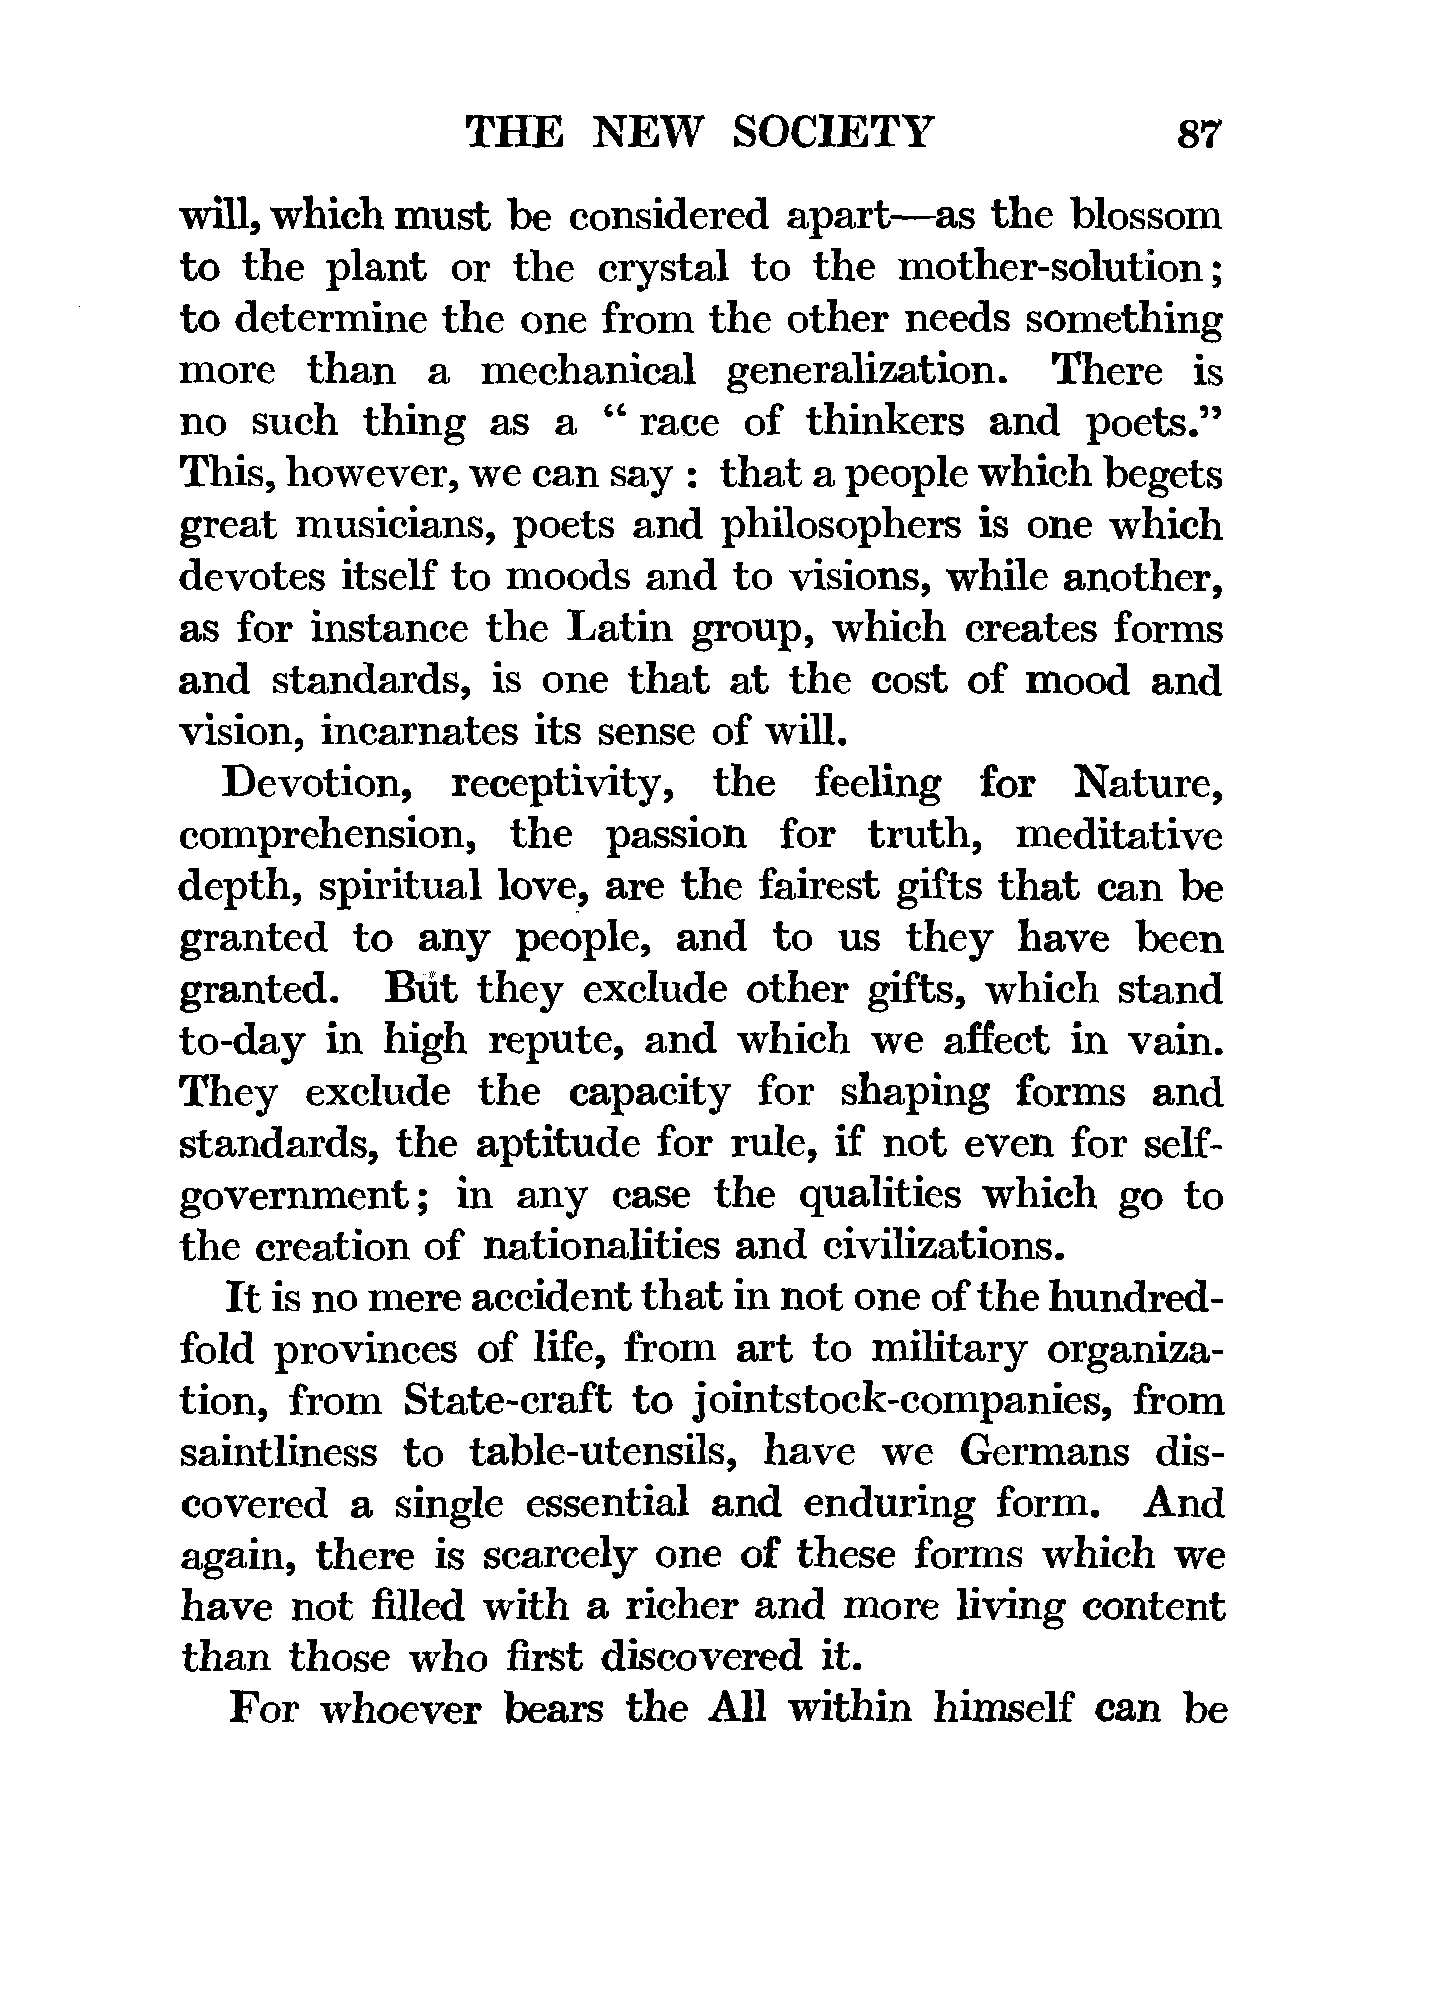 THE NEW SOCIETY 87
will, which must be considered apart—as the blossom
to the plant or the crystal to the mother-solution;
to determine the one from the other needs something
more than a mechanical generalization. There is
no such thing as a “ race of thinkers and poets.”
This, however, we can say : that a people which begets
great musicians, poets and philosophers is one which
devotes itself to moods and to visions, while another,
as for instance the Latin group, which creates forms
and standards, is one that at the cost of mood and
vision, incarnates its sense of will.
Devotion, receptivity, the feeling for Nature,
comprehension, the passion for truth, meditative
depth, spiritual love, are the fairest gifts that can be
granted to any people, and to us they have been
granted. But they exclude other gifts, which stand
to-day in high repute, and which we affect in vain.
They exclude the capacity for shaping forms and
standards, the aptitude for rule, if not even for self-
government; in any case the qualities which go to
the creation of nationalities and civilizations.
It is no mere accident that in not one of the hundred-
fold provinces of life, from art to military organiza-
tion, from State-craft to jointstock-companies, from
saintliness to table-utensils, have we Germans dis-
covered a single essential and enduring form. And
again, there is scarcely one of these forms which we
have not filled with a richer and more living content
than those who first discovered it.
For whoever bears the All within himself can be